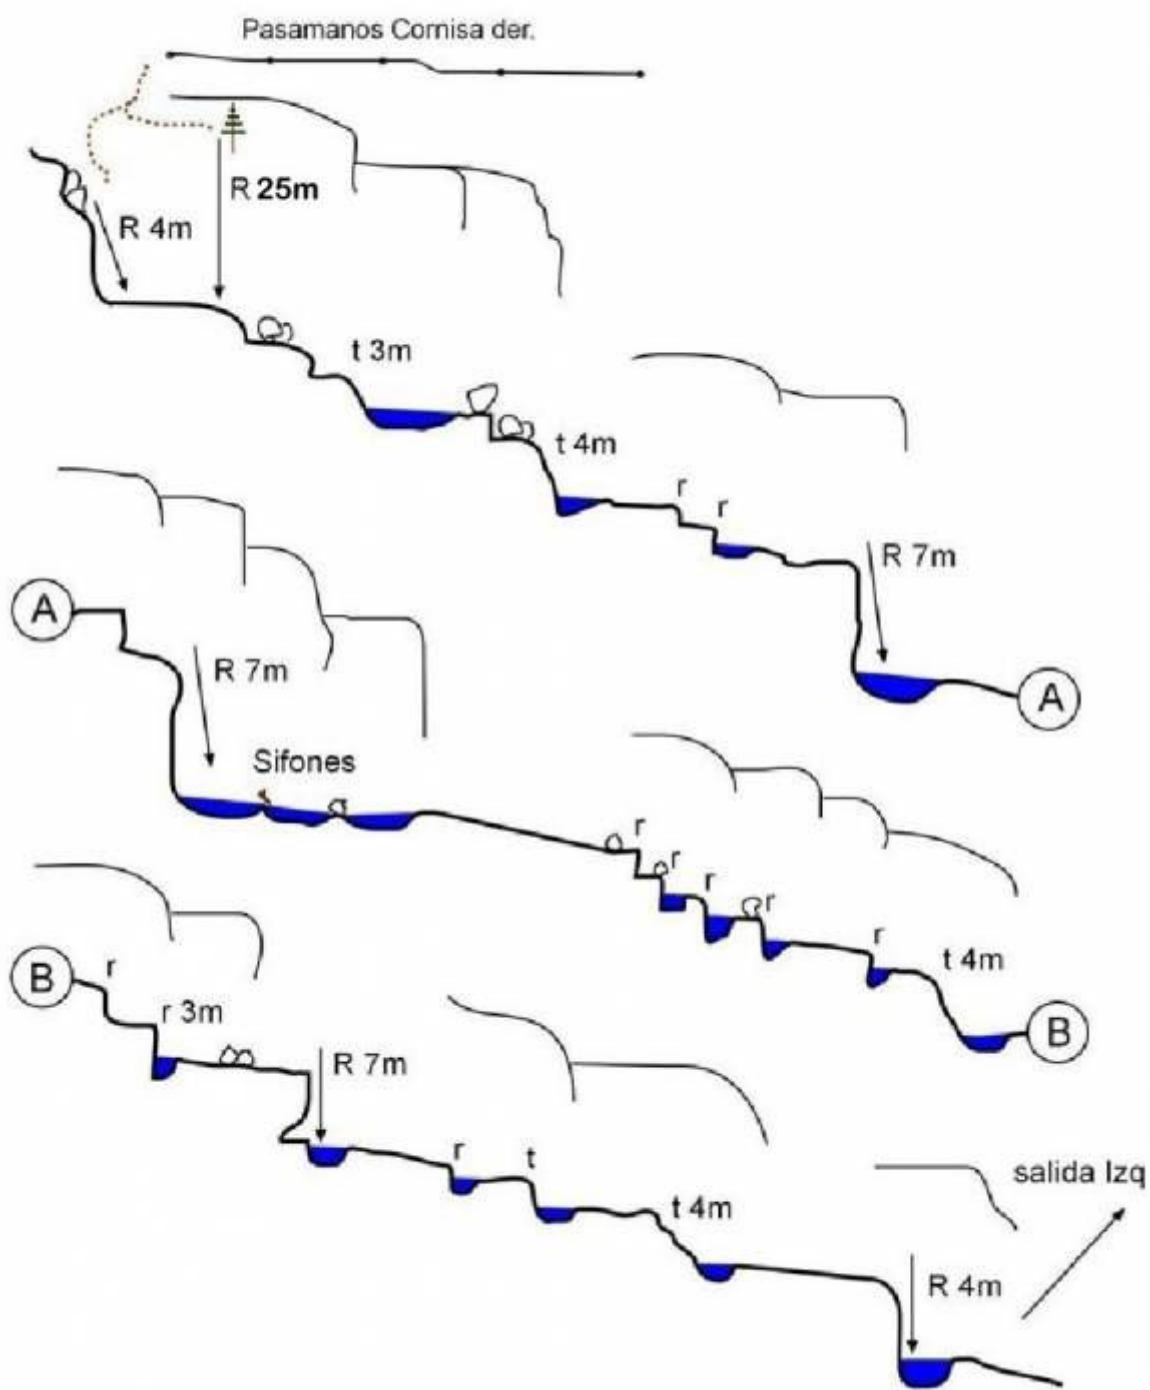 Pasamanos Cornisa der.
R 25m
R 4m
t 3m
t 4m
r
r
R 7m
A
A
R 7m
Sifones
r
r
r
r
r
t 4m
B
B
r
r 3m
R 7m
r
t
t 4m
salida Izq
R 4m